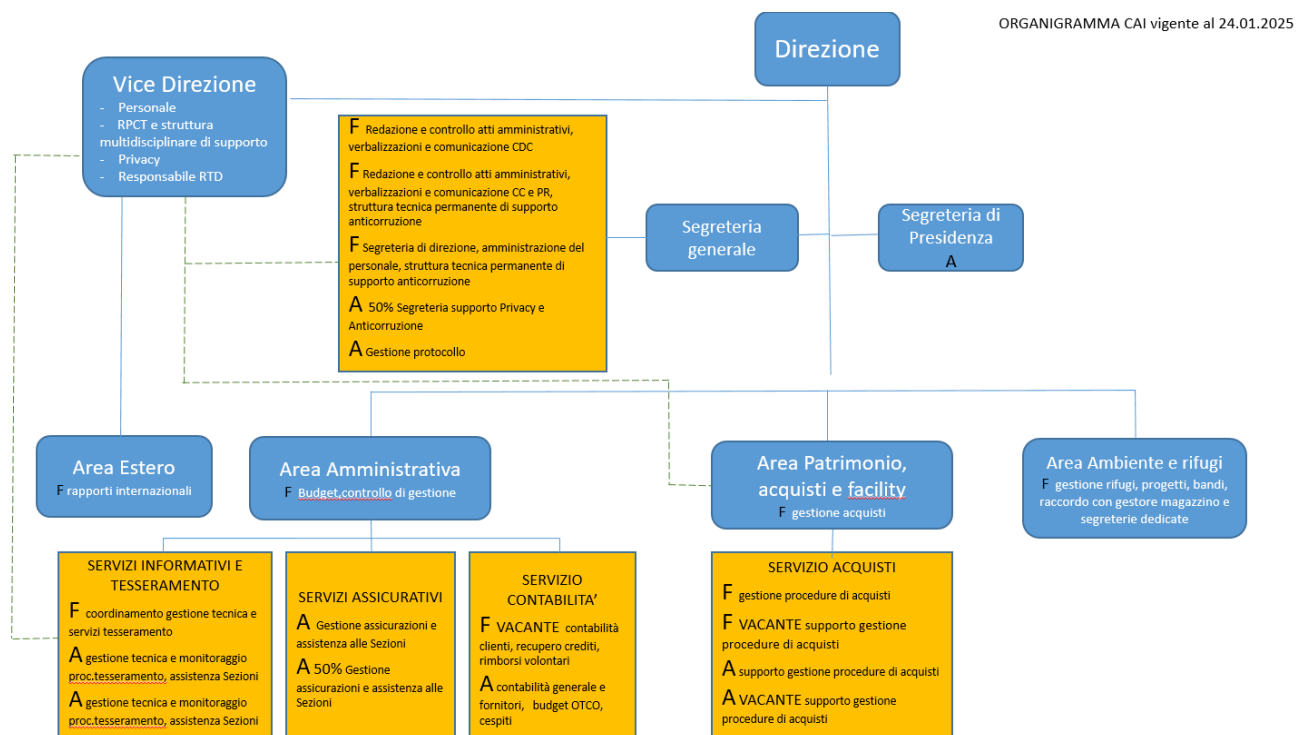 ORGANIGRAMMA CAI vigente al 24.01.2025
Direzione
Vice Direzione
- Personale
- RPCT e struttura
multidisciplinare di supporto
- Privacy
- Responsabile RTD
F Redazione e controllo atti amministrativi,
verbalizzazioni e comunicazione CDC
F Redazione e controllo atti amministrativi,
verbalizzazioni e comunicazione CC e PR,
struttura tecnica permanente di supporto
anticorruzione
F Segreteria di direzione, amministrazione del
personale, struttura tecnica permanente di
supporto anticorruzione
A 50% Segreteria supporto Privacy e
Anticorruzione
A Gestione protocollo
Segreteria
generale
Segreteria di
Presidenza
A
Area Estero
F rapporti internazionali
Area Amministrativa
F Budget,controllo di gestione
Area Patrimonio,
acquisti e facility
F gestione acquisti
Area Ambiente e rifugi
F gestione rifugi, progetti, bandi,
raccordo con gestore magazzino e
segreterie dedicate
SERVIZI INFORMATIVI E
TESSERAMENTO
F coordinamento gestione tecnica e
servizi tesseramento
A gestione tecnica e monitoraggio
proc.tesseramento, assistenza Sezioni
A gestione tecnica e monitoraggio
proc.tesseramento, assistenza Sezioni
SERVIZI ASSICURATIVI
A Gestione assicurazioni e
assistenza alle Sezioni
A 50% Gestione
assicurazioni e assistenza alle
Sezioni
SERVIZIO
CONTABILITA'
F VACANTE contabilità
clienti, recupero crediti,
rimborsi volontari
A contabilità generale e
fornitori, budget OTCO,
cespiti
SERVIZIO ACQUISTI
F gestione procedure di acquisti
F VACANTE supporto gestione
procedure di acquisti
A supporto gestione procedure di acquisti
A VACANTE supporto gestione
procedure di acquisti